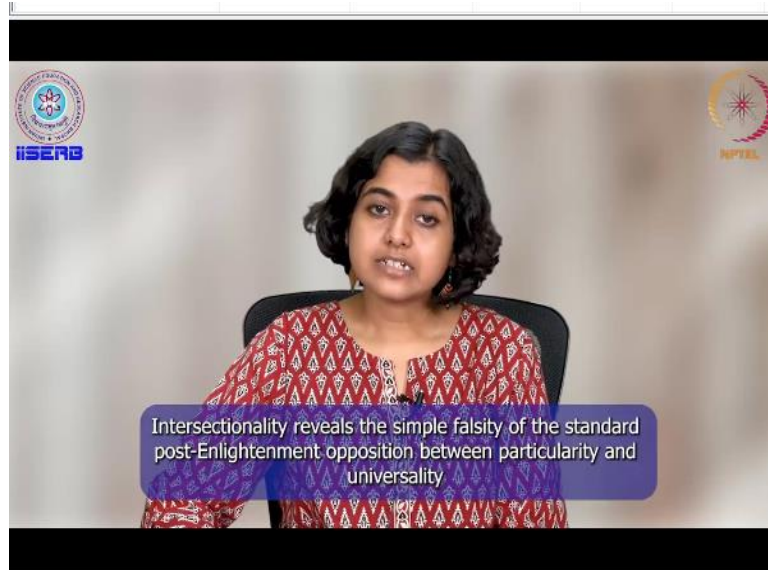 IISERB
NPTEL
Intersectionality reveals the simple falsity of the standard
post-Enlightenment opposition between particularity and
universality